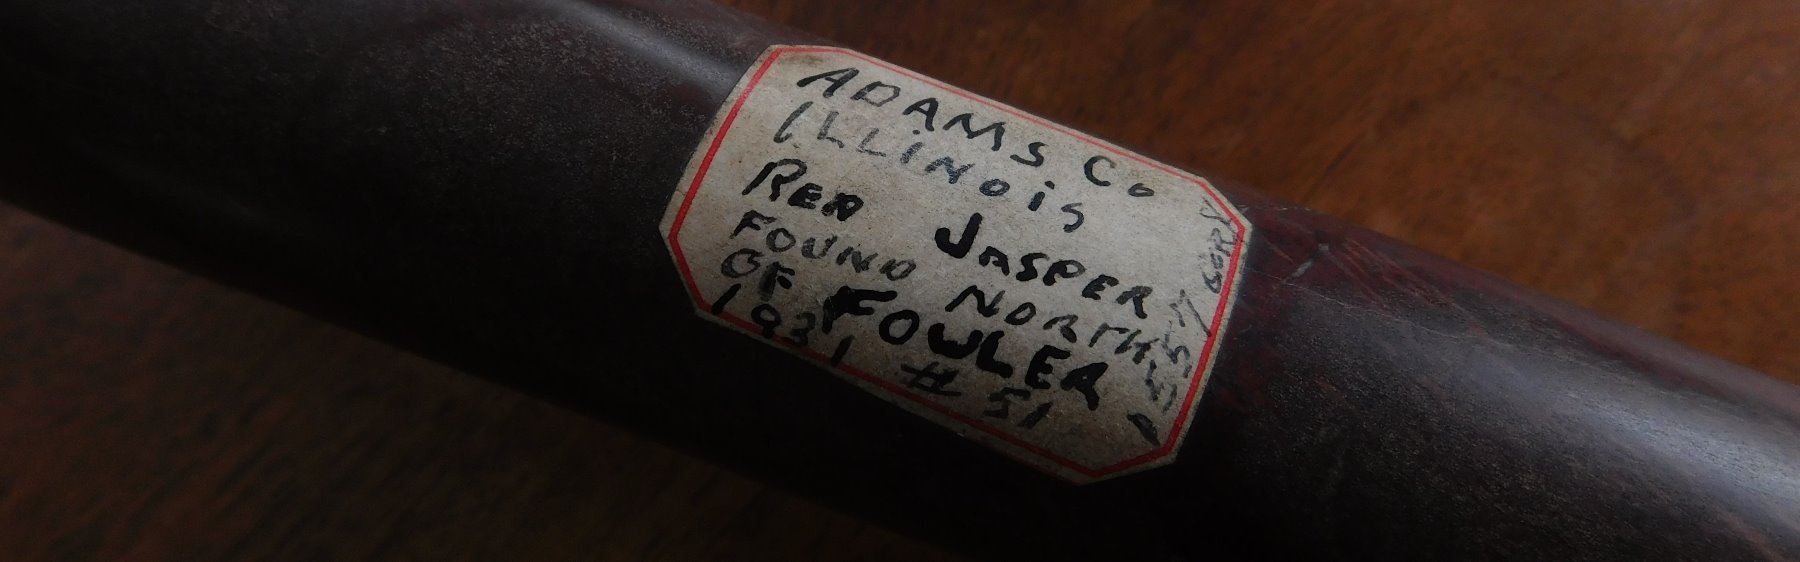 ADAMS Co
ILLINOIS
RED JASPER
FOUND NORTH
OF FOWLER
1931 #51